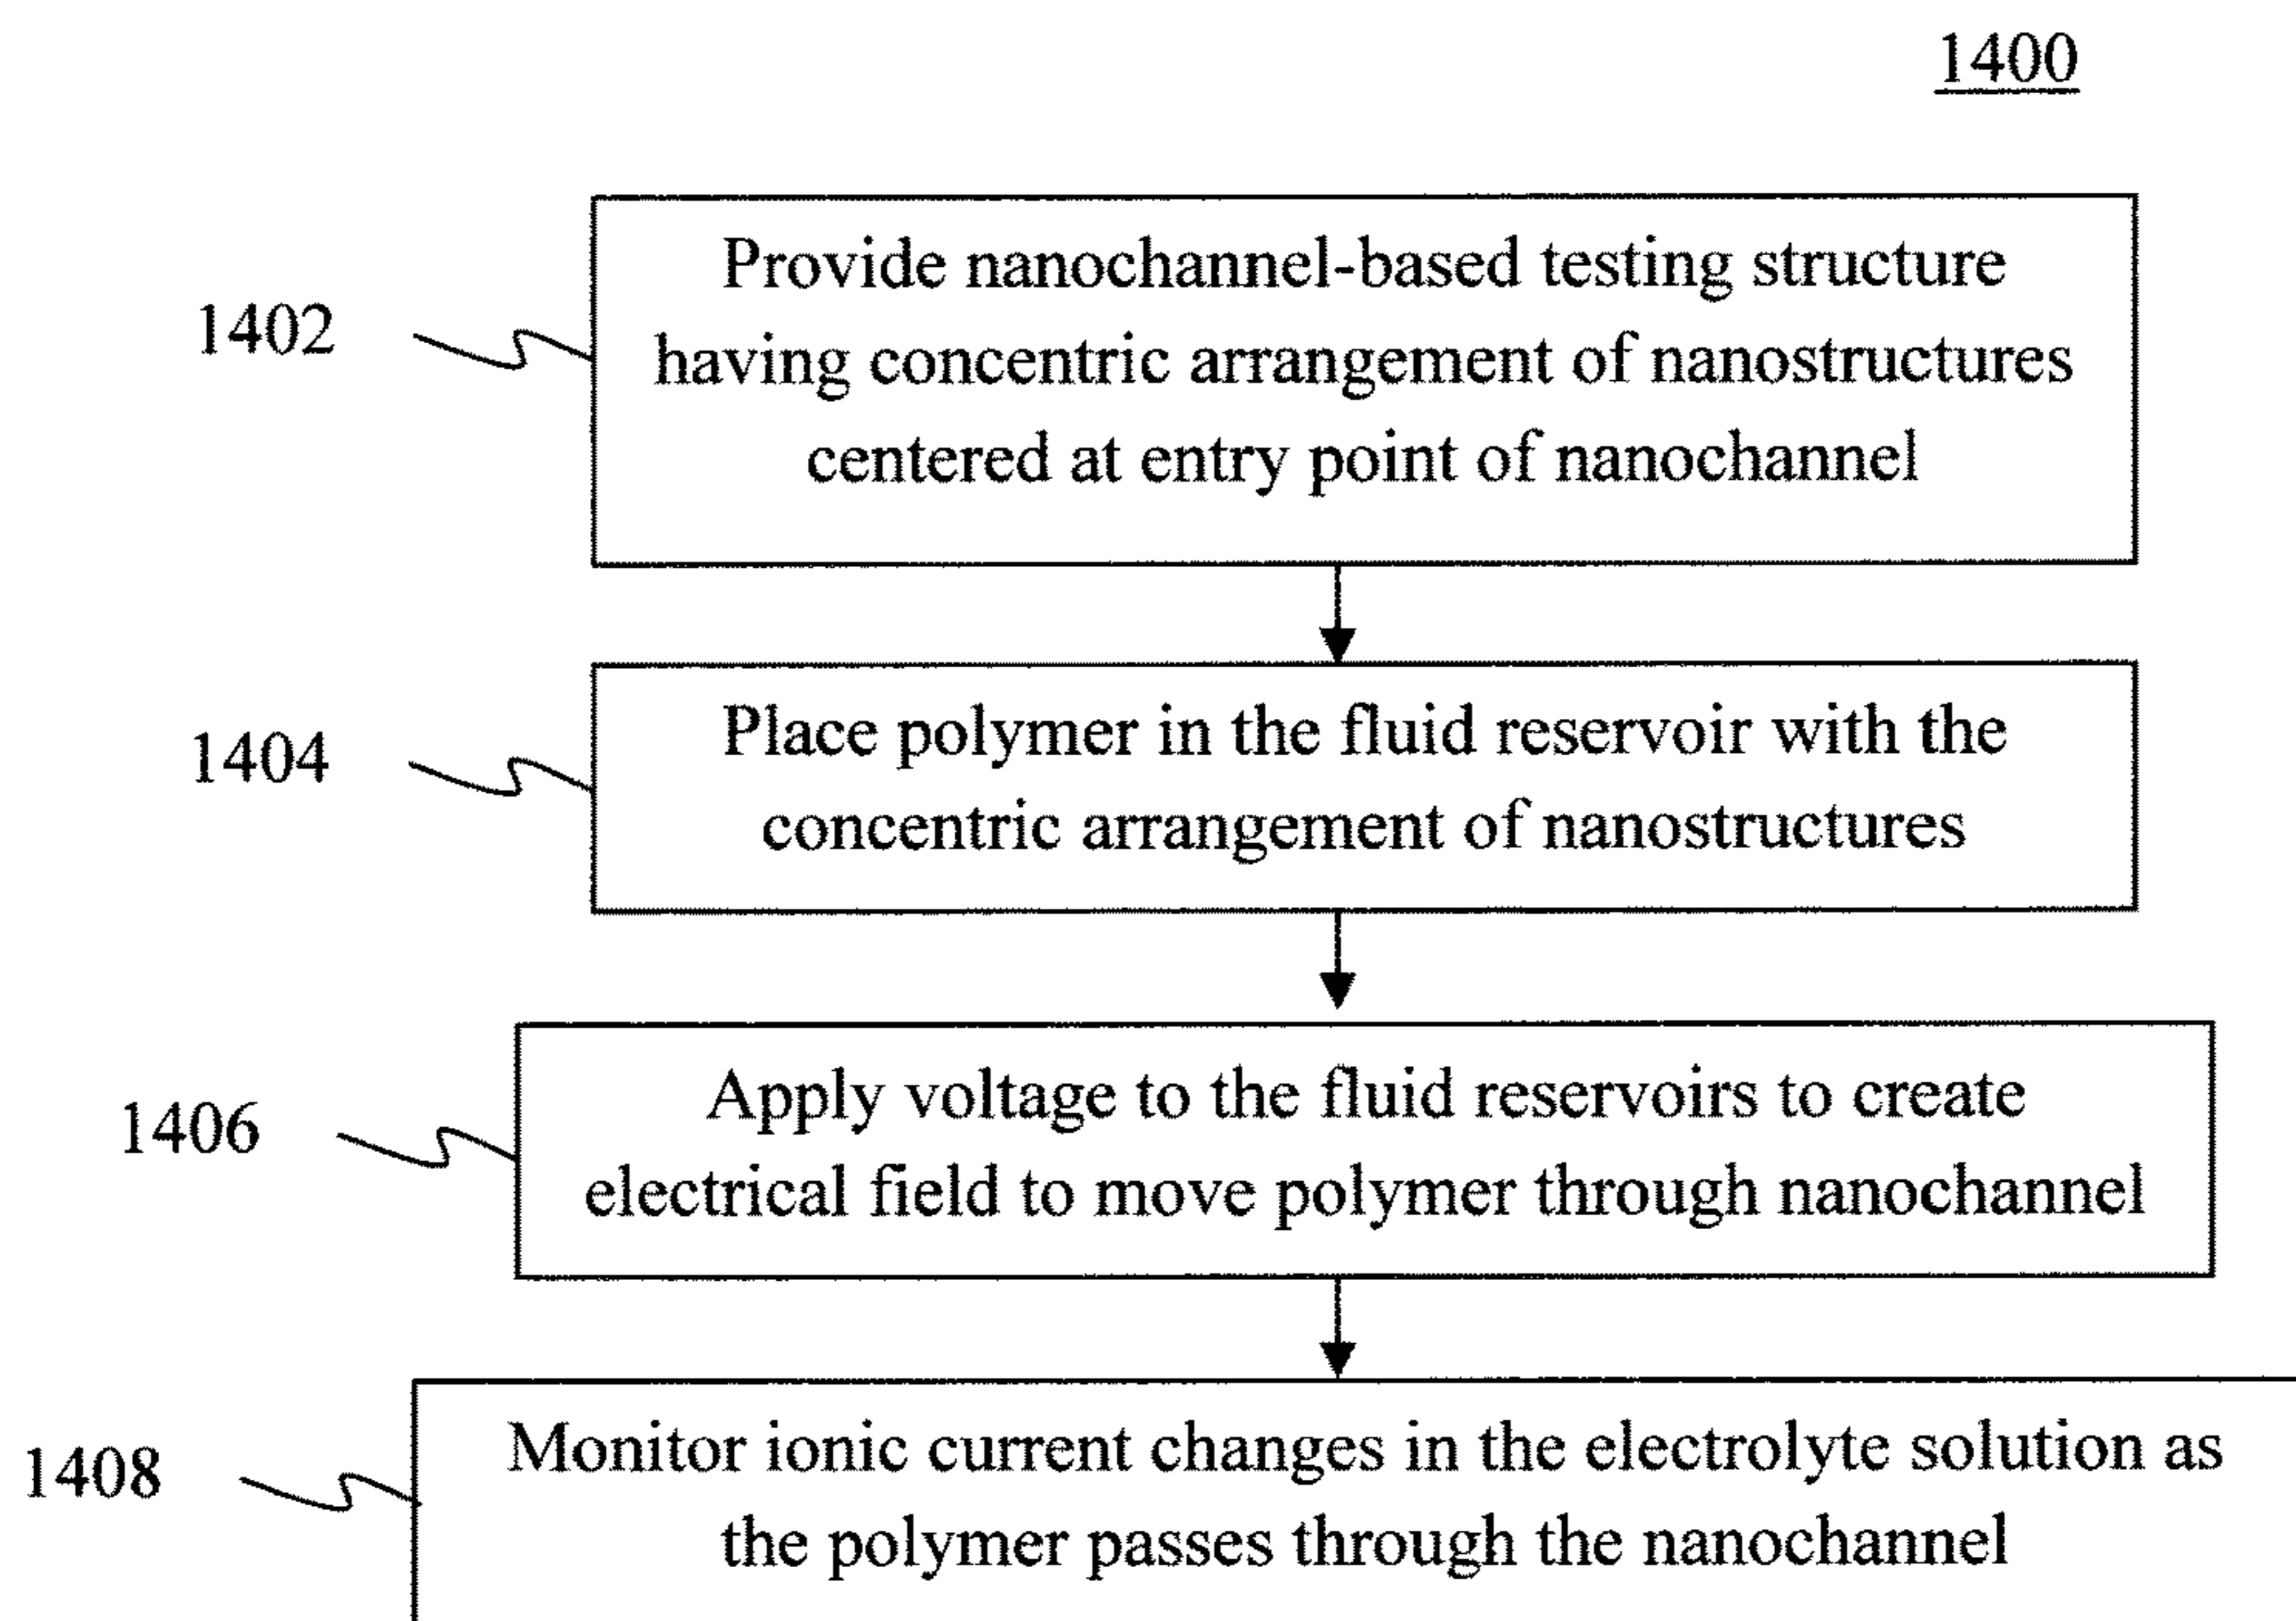 1400
1402
Provide nanochannel-based testing structure
having concentric arrangement of nanostructures
centered at entry point of nanochannel
1404
Place polymer in the fluid reservoir with the
concentric arrangement of nanostructures
1406
Apply voltage to the fluid reservoirs to create
electrical field to move polymer through nanochannel
1408
Monitor ionic current changes in the electrolyte solution as
the polymer passes through the nanochannel